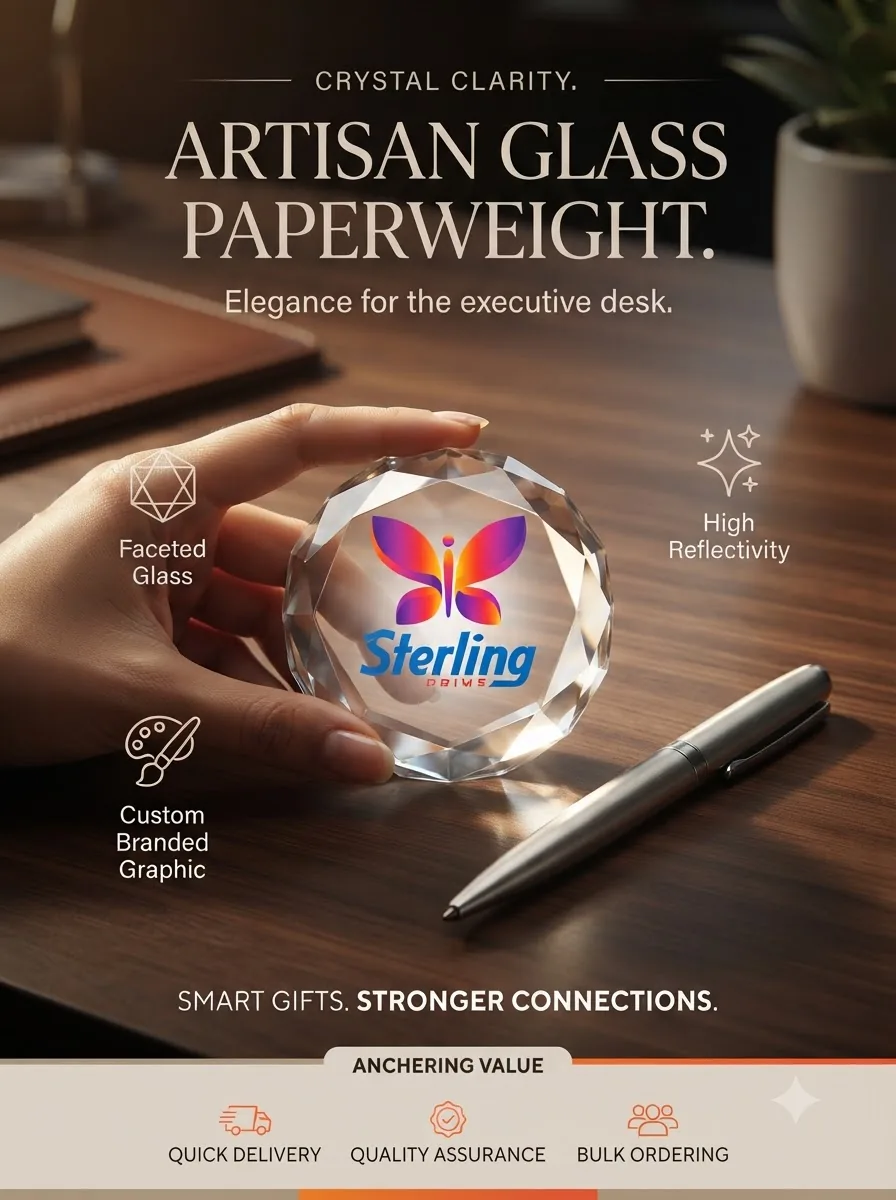 CRYSTAL CLARITY.
ARTISAN GLASS
PAPERWEIGHT.
Elegance for the executive desk.
Faceted
Glass
High
Reflectivity
Sterling
PRIME
Custom
Branded
Graphic
SMART GIFTS. STRONGER CONNECTIONS.
ANCHERING VALUE
QUICK DELIVERY
QUALITY ASSURANCE
BULK ORDERING